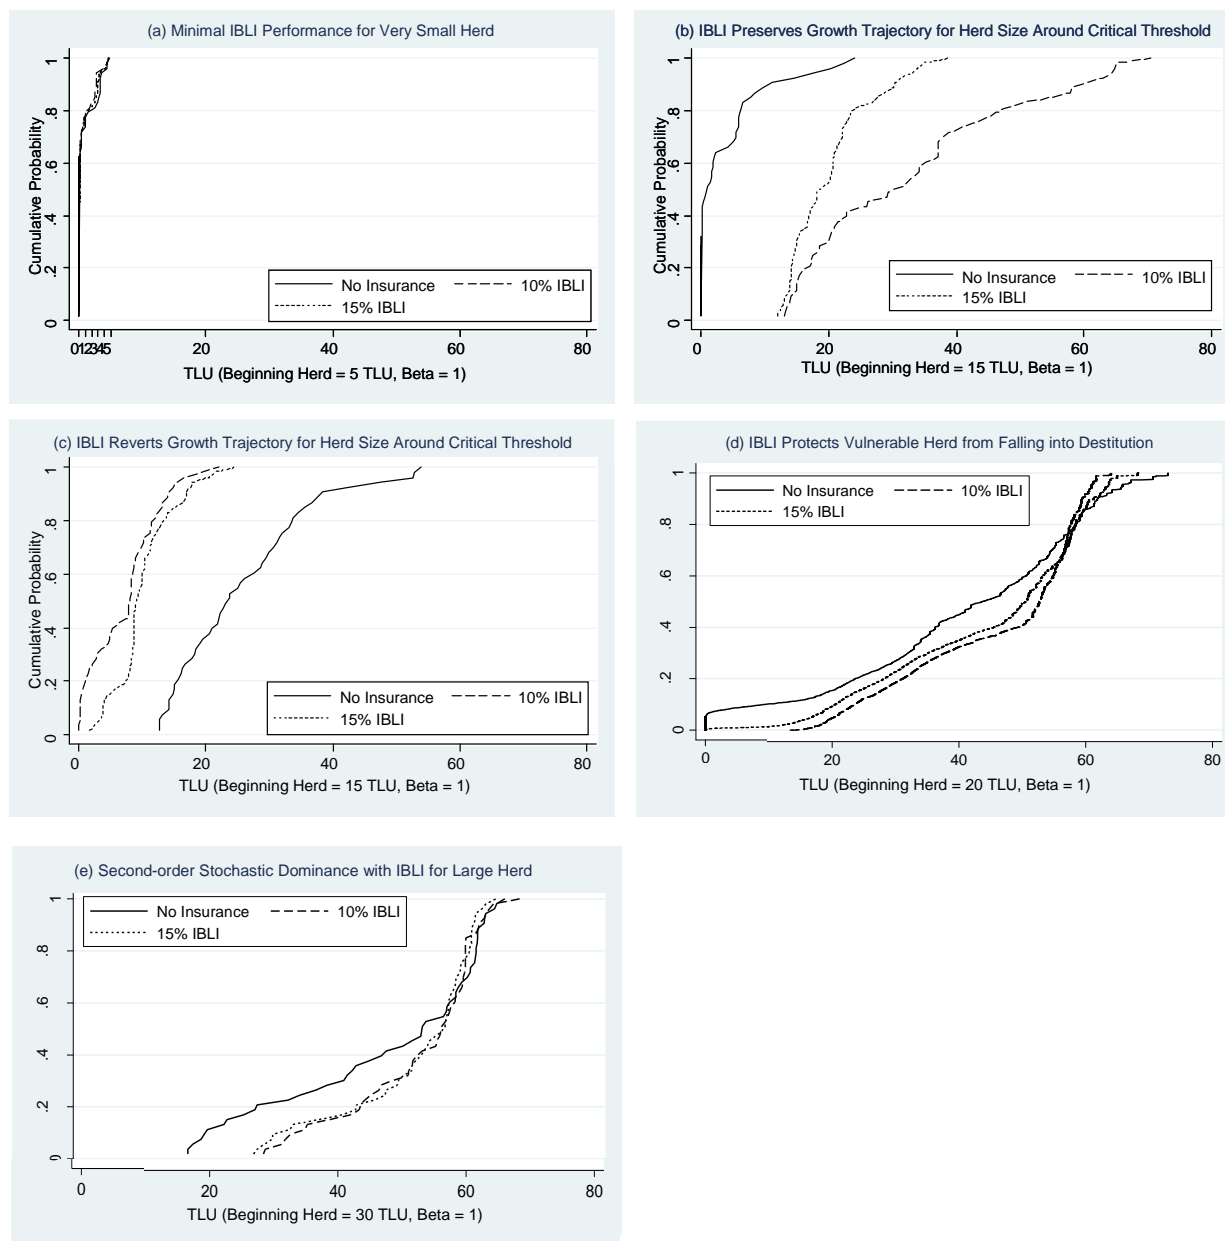 (a) Minimal IBLI Performance for Very Small Herd
Cumulative Probability
0 .2 .4 .6 .8 1
No Insurance 10% IBLI
15% IBLI
0 1 2 3 4 5 20 40 60 80
TLU (Beginning Herd = 5 TLU, Beta = 1)
(b) IBLI Preserves Growth Trajectory for Herd Size Around Critical Threshold
Cumulative Probability
0 .2 .4 .6 .8 1
No Insurance 10% IBLI
15% IBLI
0 20 40 60 80
TLU (Beginning Herd = 15 TLU, Beta = 1)
(c) IBLI Reverts Growth Trajectory for Herd Size Around Critical Threshold
Cumulative Probability
0 .2 .4 .6 .8 1
No Insurance 10% IBLI
15% IBLI
0 20 40 60 80
TLU (Beginning Herd = 15 TLU, Beta = 1)
(d) IBLI Protects Vulnerable Herd from Falling into Destitution
0 .2 .4 .6 .8 1
No Insurance 10% IBLI
15% IBLI
0 20 40 60 80
TLU (Beginning Herd = 20 TLU, Beta = 1)
(e) Second-order Stochastic Dominance with IBLI for Large Herd
0 .2 .4 .6 .8 1
No Insurance 10% IBLI
15% IBLI
0 20 40 60 80
TLU (Beginning Herd = 30 TLU, Beta = 1)